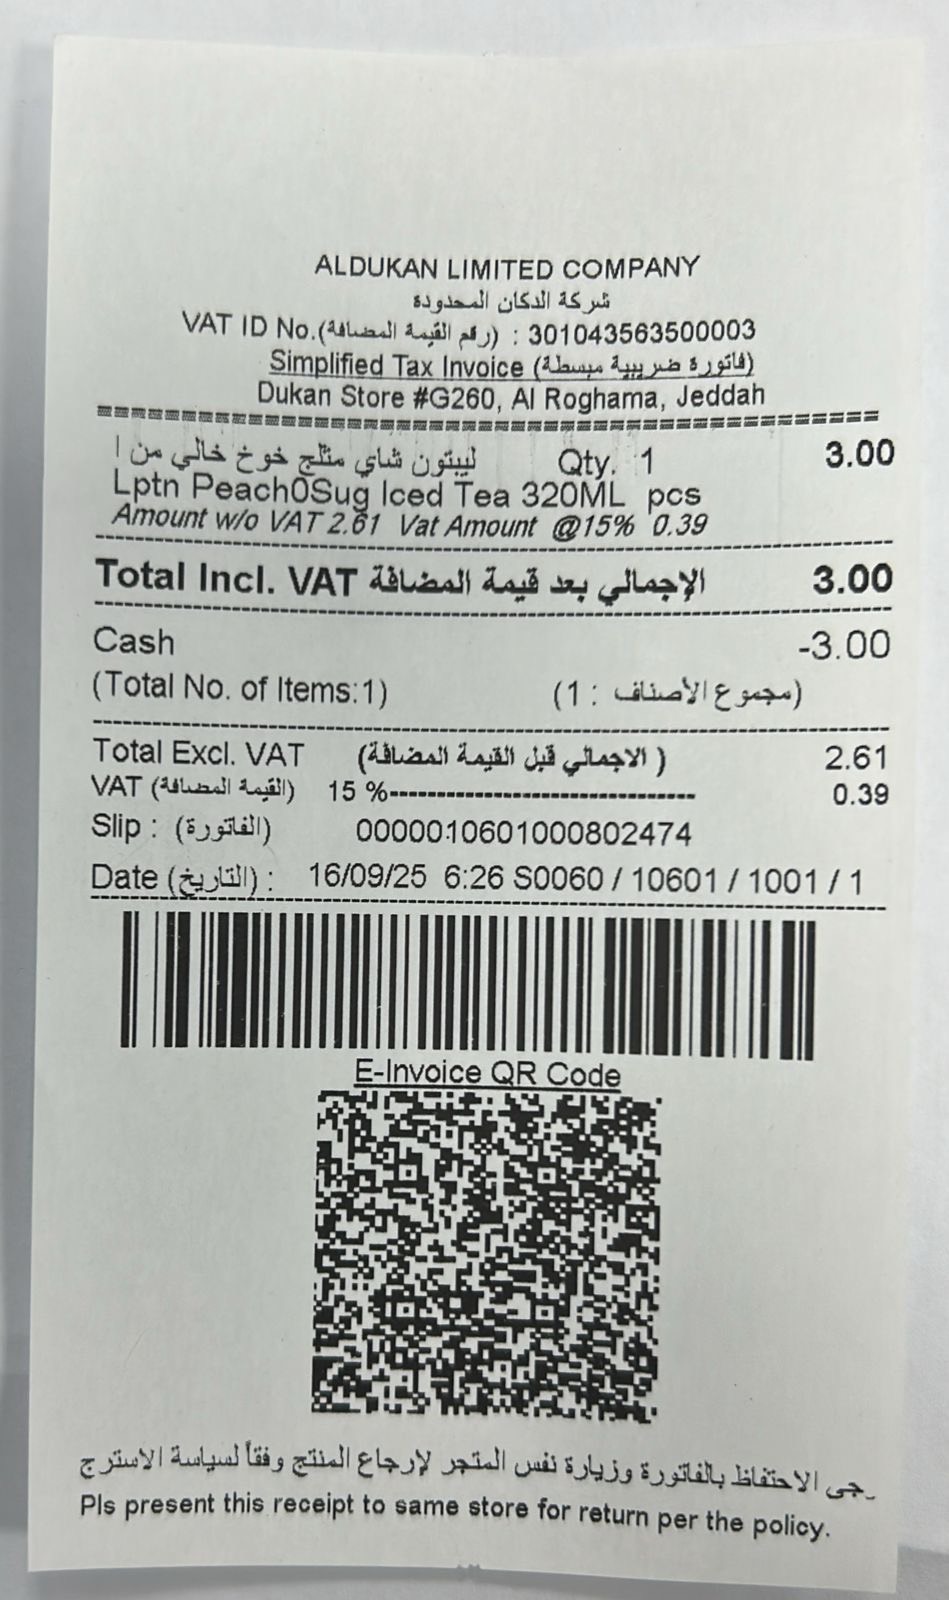 ALDUKAN LIMITED COMPANY
شركة الدكان المحدودة
VAT ID No.(رقم القيمة المضافة) : 301043563500003
Simplified Tax Invoice (فاتورة ضريبية مبسطة)
Dukan Store #G260, Al Roghama, Jeddah
ليبتون شاي مثلج خوخ خالي من ا Qty. 1 3.00
Lptn Peach0Sug Iced Tea 320ML pcs
Amount w/o VAT 2.61 Vat Amount @15% 0.39
Total Incl. VAT الإجمالي بعد قيمة المضافة 3.00
Cash -3.00
(Total No. of Items:1) (مجموع الأصناف : 1)
Total Excl. VAT (الاجمالي قبل القيمة المضافة ) 2.61
VAT (القيمة المضافة) 15 %-------------------------------- 0.39
Slip : (الفاتورة) 0000010601000802474
Date (التاريخ) : 16/09/25 6:26 S0060 / 10601 / 1001 / 1
E-Invoice QR Code
رجى الاحتفاظ بالفاتورة وزيارة نفس المتجر لإرجاع المنتج وفقاً لسياسة الاسترج
Pls present this receipt to same store for return per the policy.